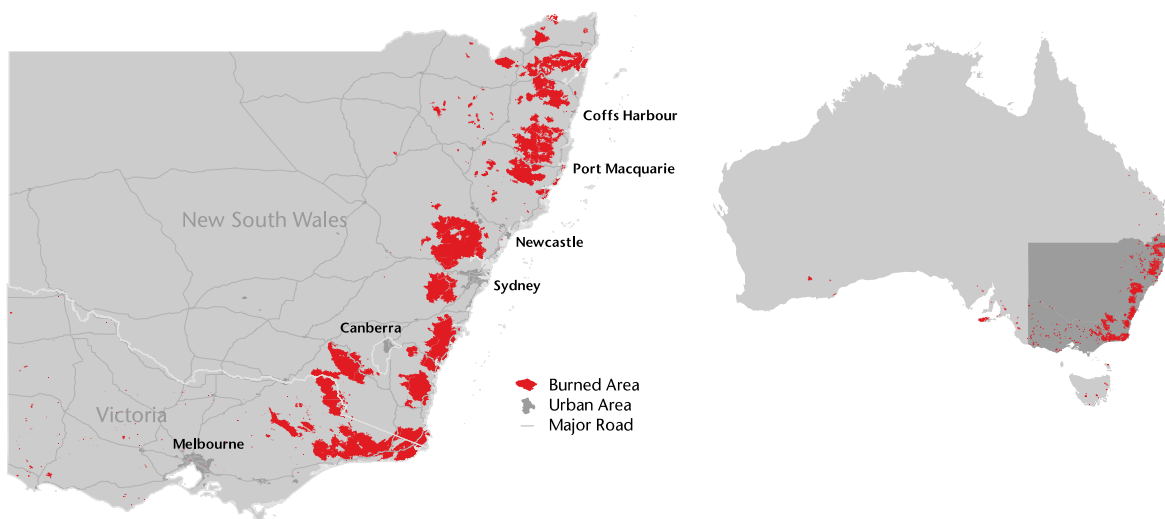 Coffs Harbour
Port Macquarie
New South Wales
Newcastle
Sydney
Canberra
Burned Area
Urban Area
Major Road
Victoria
Melbourne